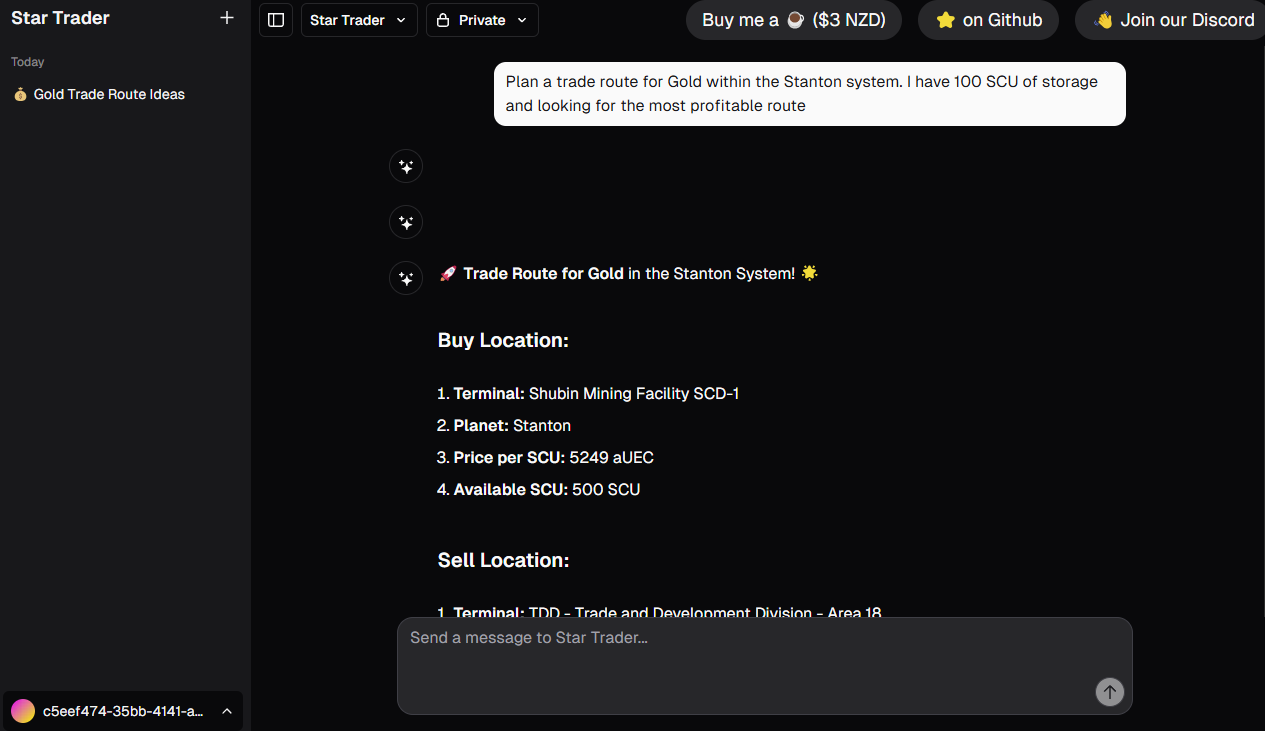 Star Trader
Today
Gold Trade Route Ideas
c5eef474-35bb-4141-a...
Star Trader
Private
Buy me a ☕ ($3 NZD)
⭐ on Github
👋 Join our Discord
Plan a trade route for Gold within the Stanton system. I have 100 SCU of storage
and looking for the most profitable route
🚀 Trade Route for Gold in the Stanton System! 🌟
Buy Location:
1. Terminal: Shubin Mining Facility SCD-1
2. Planet: Stanton
3. Price per SCU: 5249 aUEC
4. Available SCU: 500 SCU
Sell Location:
1. Terminal: TDD - Trade and Development Division - Area 18
Send a message to Star Trader...